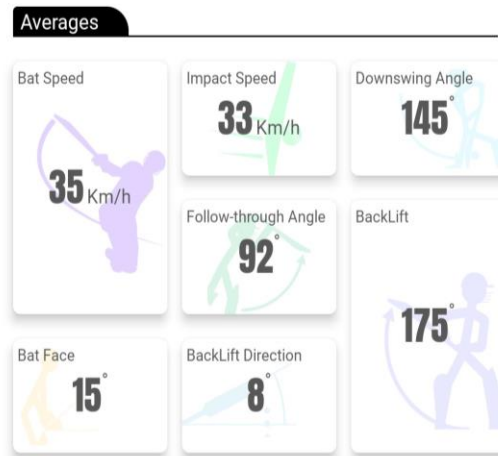 Averages
Bat Speed
35 Km/h
Impact Speed
33 Km/h
Downswing Angle
145°
Follow-through Angle
92°
BackLift
175°
Bat Face
15°
BackLift Direction
8°